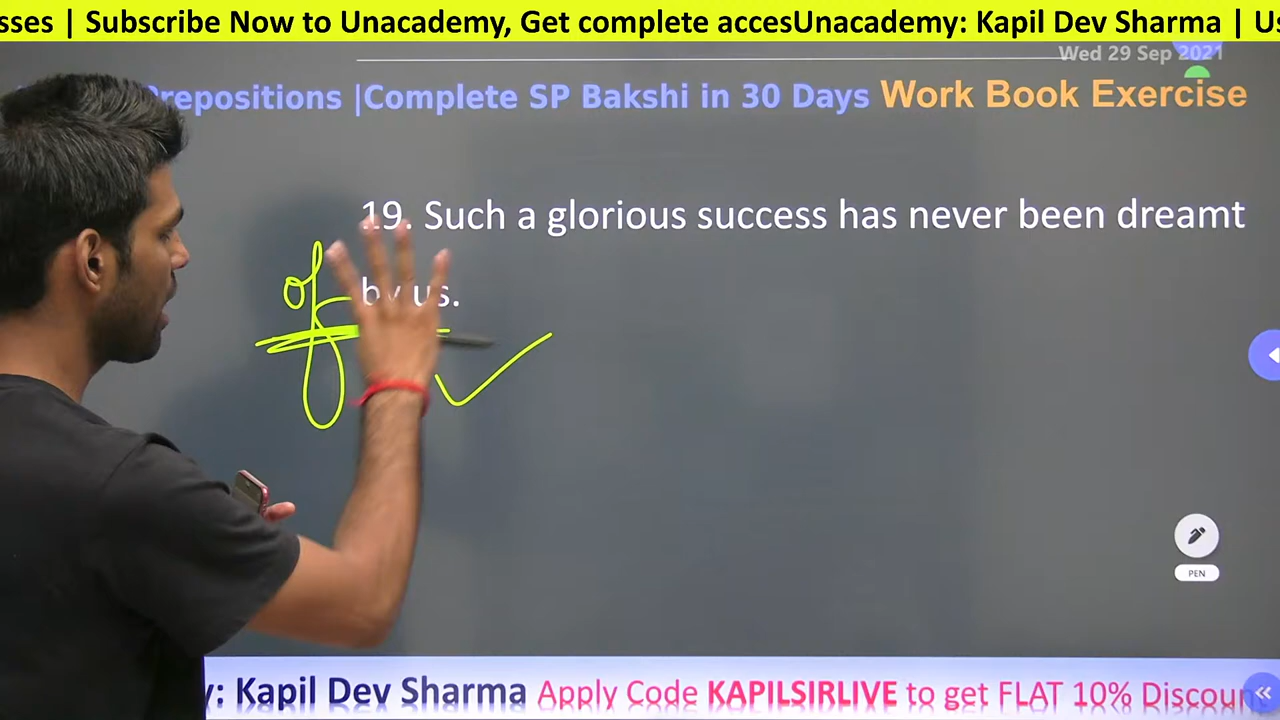 sses | Subscribe Now to Unacademy, Get complete accesUnacademy: Kapil Dev Sharma | Us
Wed 29 Sep 2021
Prepositions |Complete SP Bakshi in 30 Days Work Book Exercise
19. Such a glorious success has never been dreamt
of by us.
PEN
y: Kapil Dev Sharma Apply Code KAPILSIRLIVE to get FLAT 10% Discoun